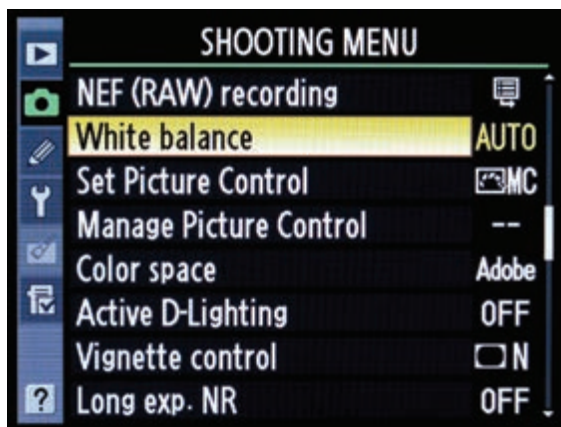 SHOOTING MENU
NEF (RAW) recording
White balance AUTO
Set Picture Control MC
Manage Picture Control --
Color space Adobe
Active D-Lighting OFF
Vignette control N
Long exp. NR OFF
?